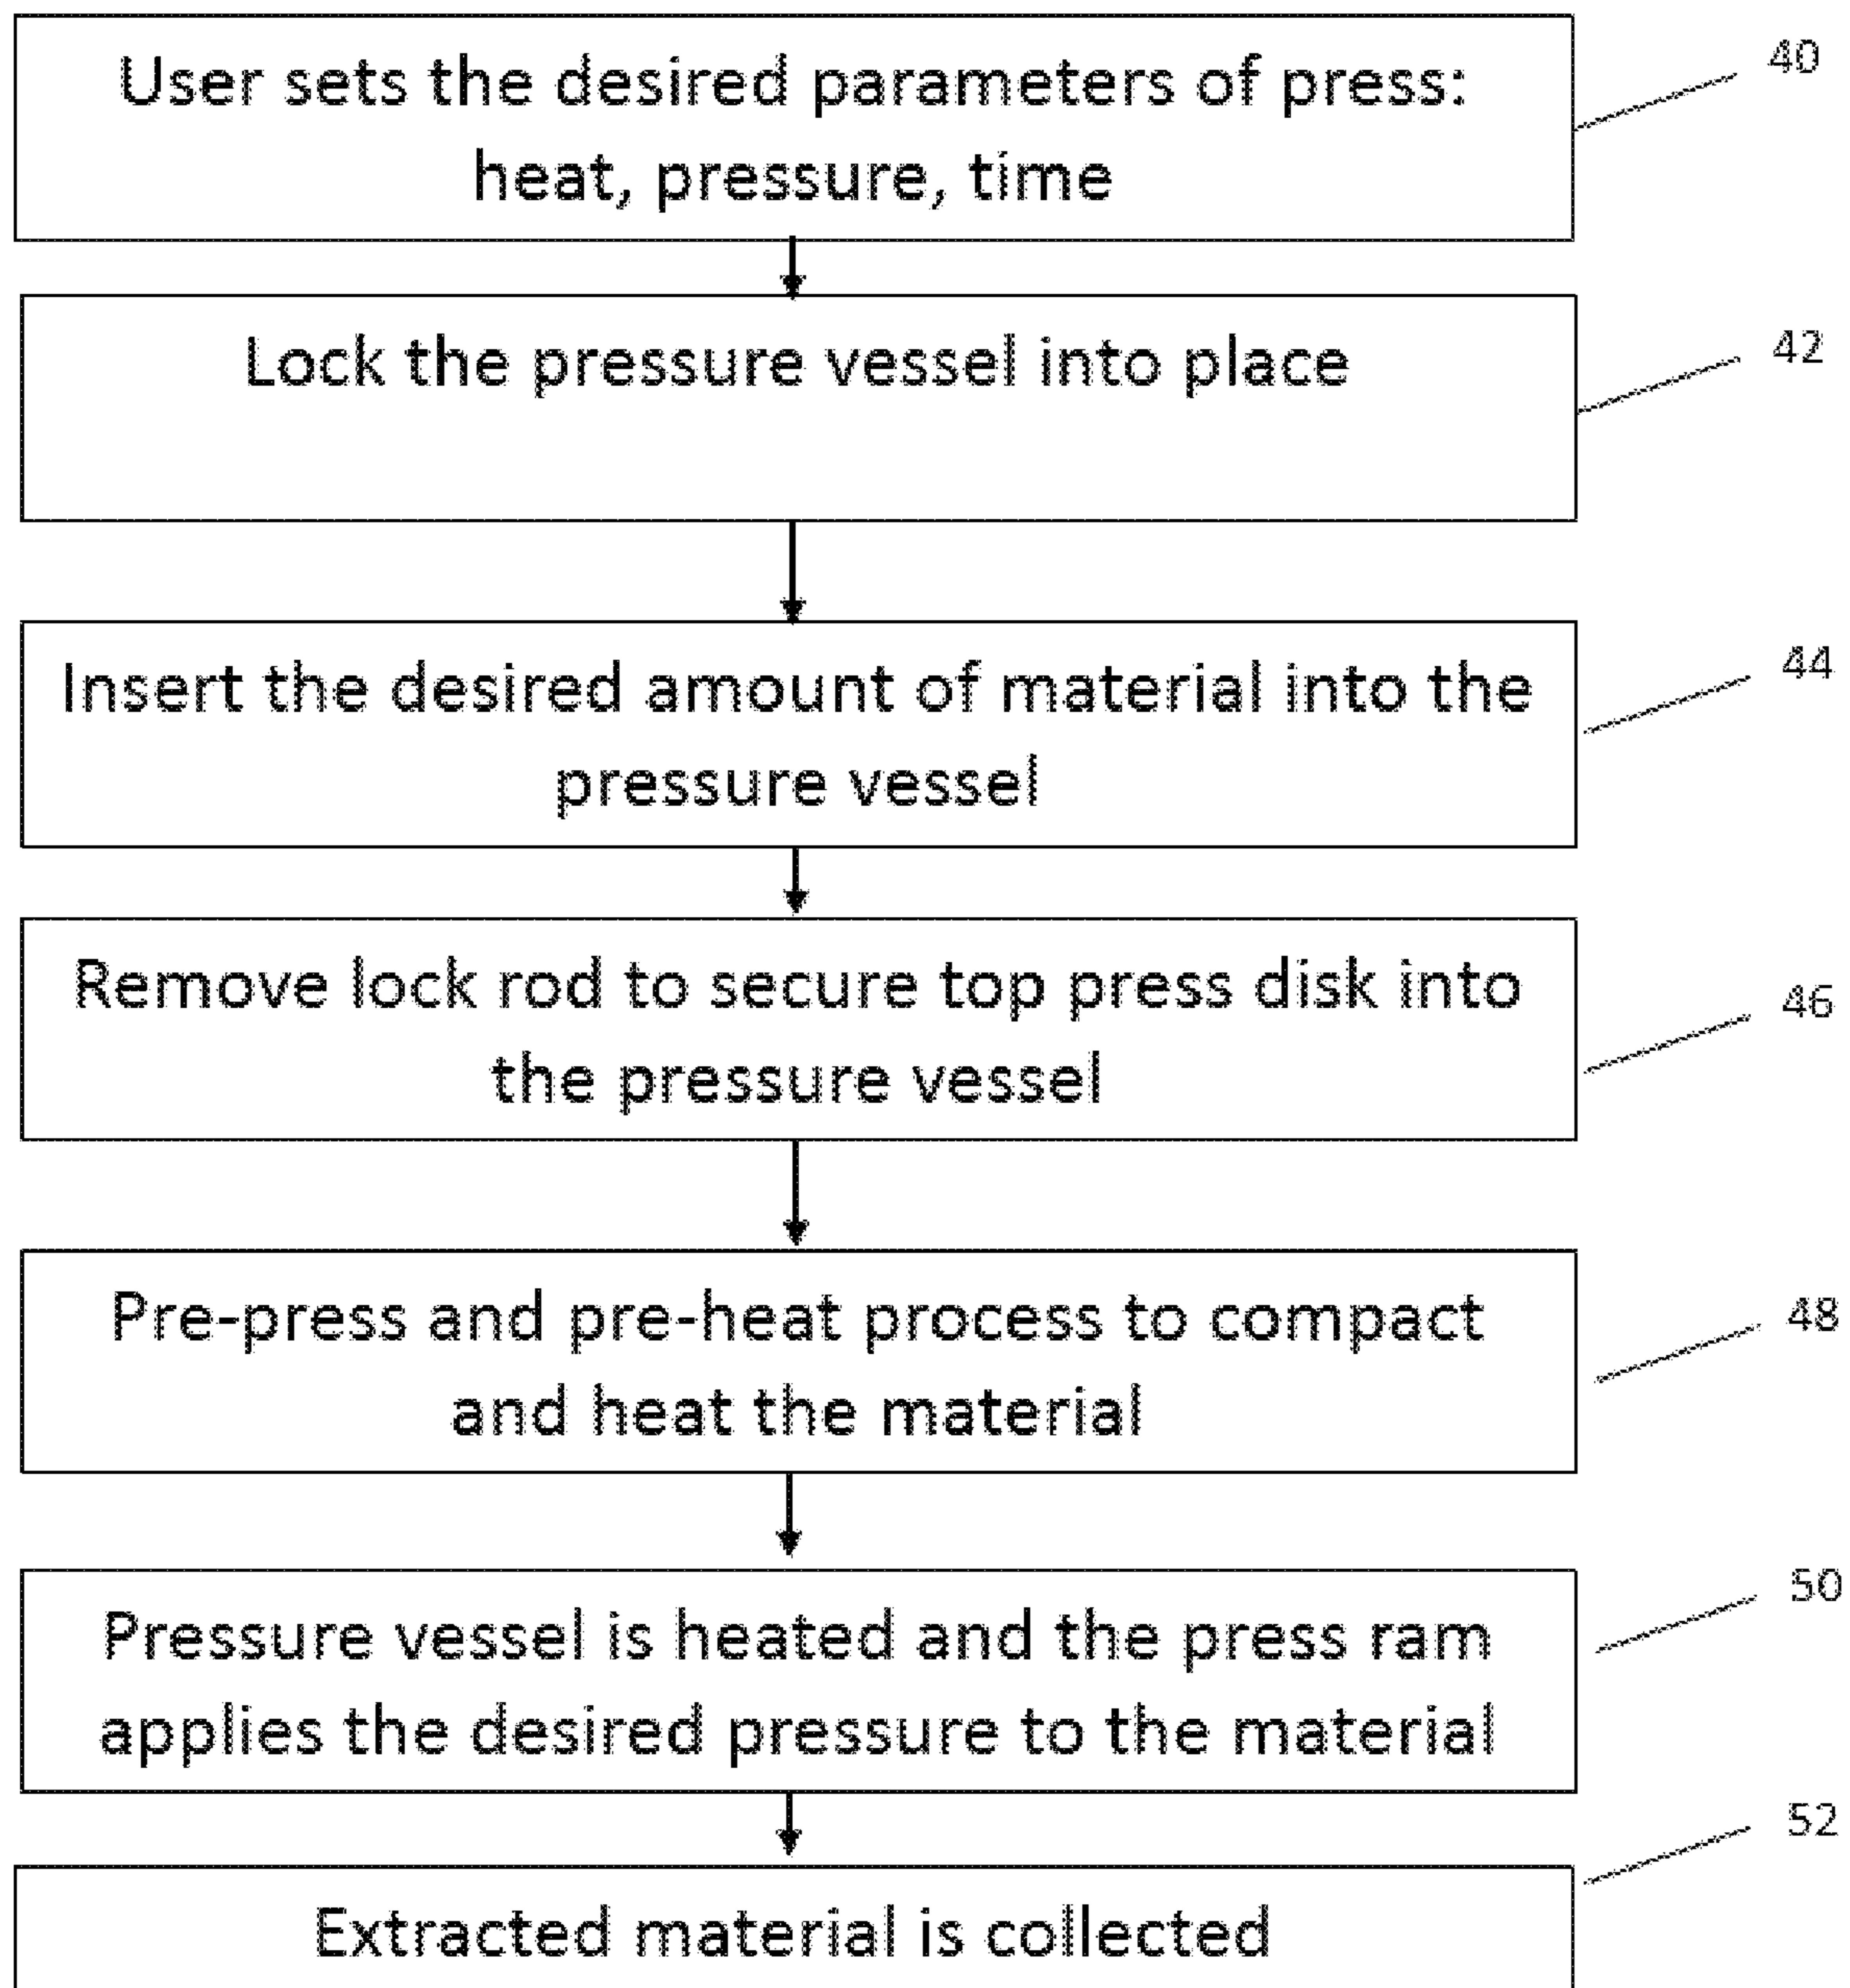 User sets the desired parameters of press:
heat, pressure, time
40
Lock the pressure vessel into place
42
Insert the desired amount of material into the
pressure vessel
44
Remove lock rod to secure top press disk into
the pressure vessel
46
Pre-press and pre-heat process to compact
and heat the material
48
Pressure vessel is heated and the press ram
applies the desired pressure to the material
50
Extracted material is collected
52